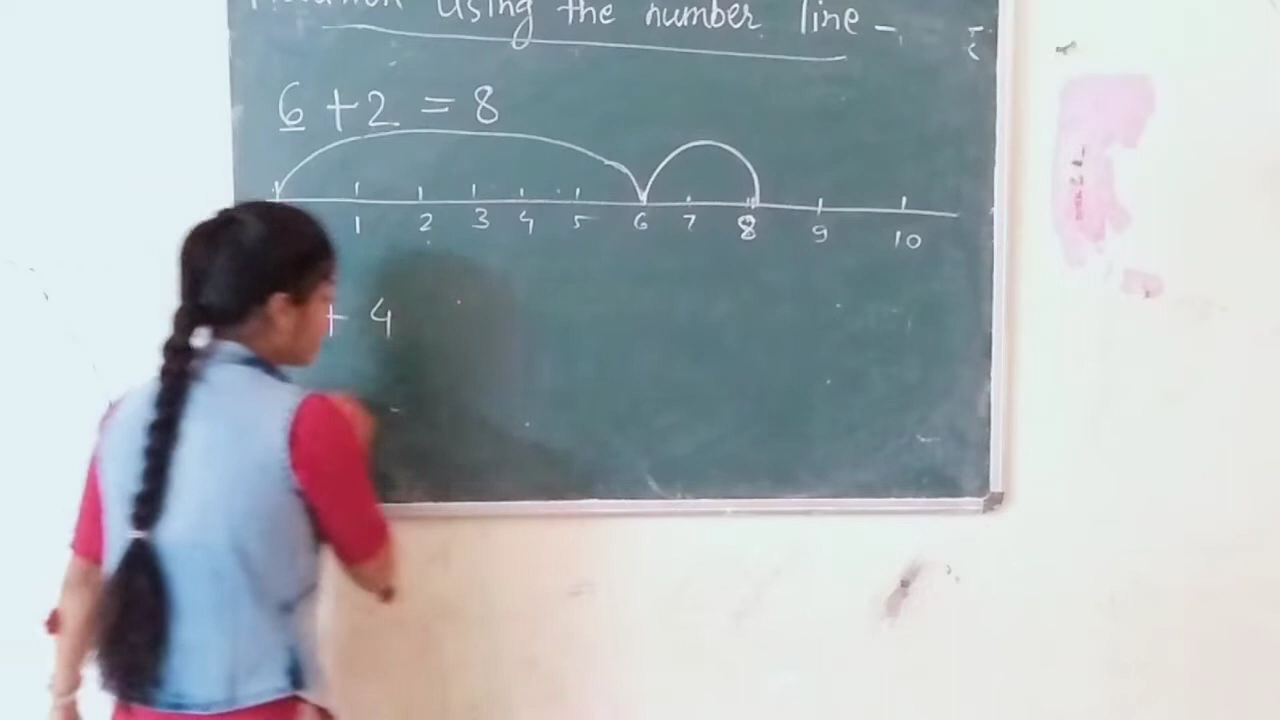 using the number line -
6 + 2 = 8
1 2 3 4 5 6 7 8 9 10
+ 4